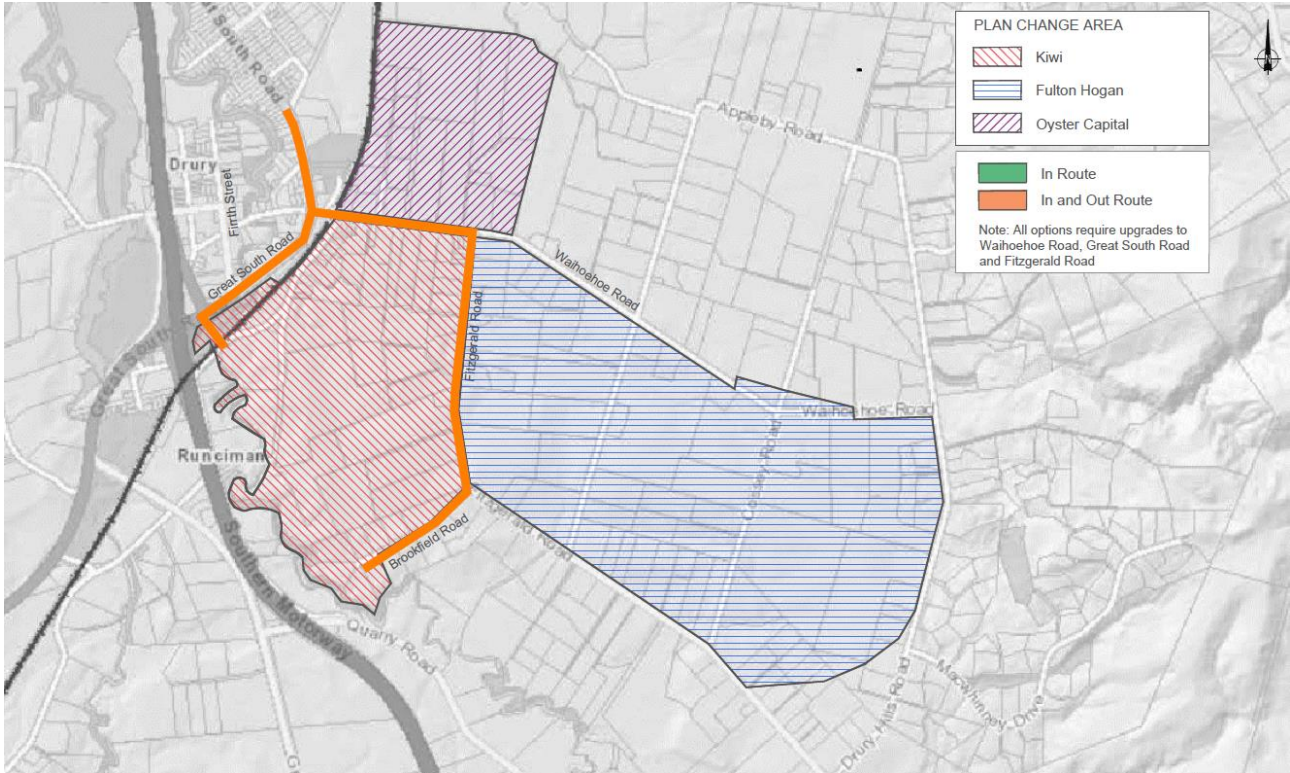 PLAN CHANGE AREA
Kiwi
Fulton Hogan
Oyster Capital
In Route
In and Out Route
Note: All options require upgrades to
Waihoehoe Road, Great South Road
and Fitzgerald Road
South Road
Appleby Road
Drury
Firrth Street
Great South Road
Waihoehoe Road
Fitzgerald Road
Great South
Waihoehoe Road
Cossey Road
Runciman
Road
Brookfield Road
Southern Motorway
Quarry Road
MacWhinney Drive
Drury Hills Road